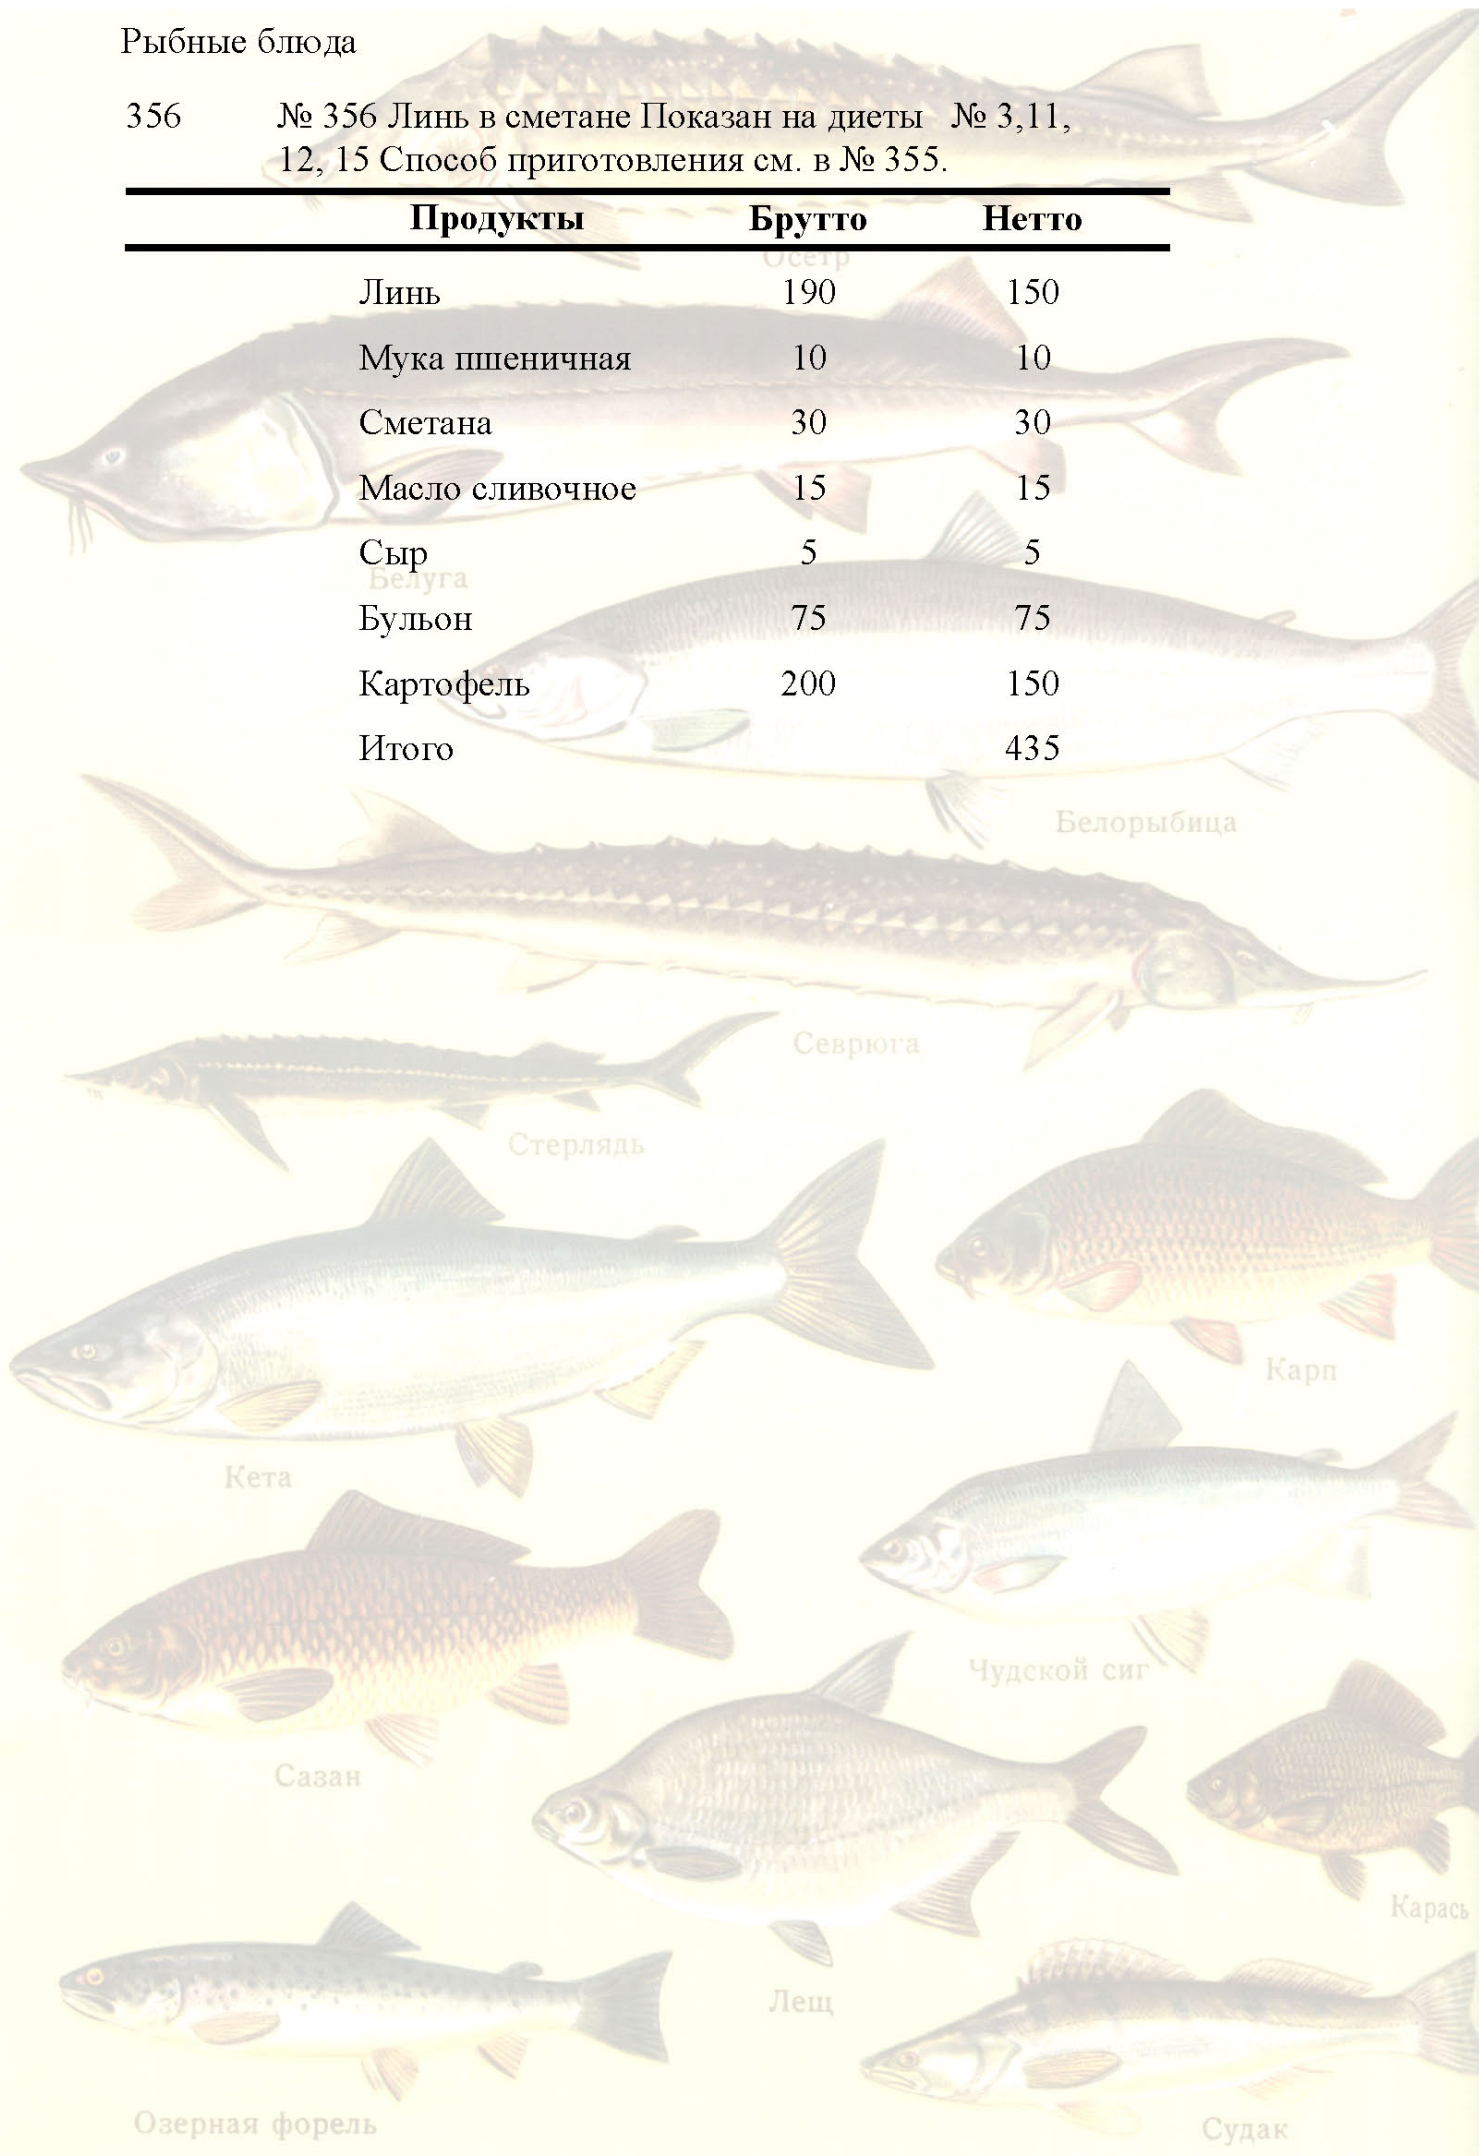 Рыбные блюда
356 № 356 Линь в сметане Показан на диеты № 3,11,
12, 15 Способ приготовления см. в № 355.
Продукты Брутто Нетто
Осетр
Линь 190 150
Мука пшеничная 10 10
Сметана 30 30
Масло сливочное 15 15
Сыр 5 5
Белуга
Бульон 75 75
Картофель 200 150
Итого 435
Белорыбица
Севрюга
Стерлядь
Карп
Кета
Чудской сиг
Сазан
Карась
Лещ
Озерная форель
Судак